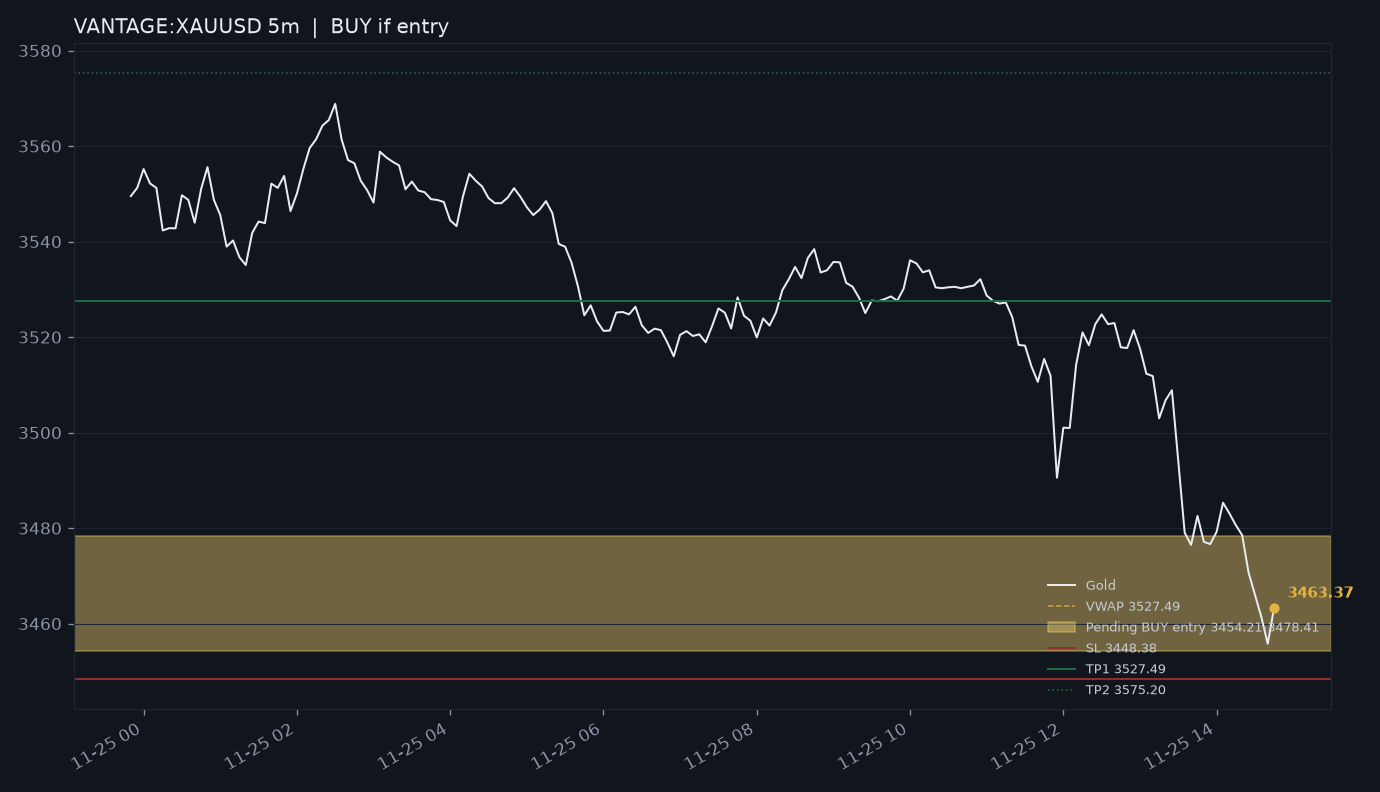 VANTAGE:XAUUSD 5m | BUY if entry
3580
3560
3540
3520
3500
3480
3460
3463.37
Gold
VWAP 3527.49
Pending BUY entry 3454.21-3478.41
SL 3448.38
TP1 3527.49
TP2 3575.20
11-25 00
11-25 02
11-25 04
11-25 06
11-25 08
11-25 10
11-25 12
11-25 14